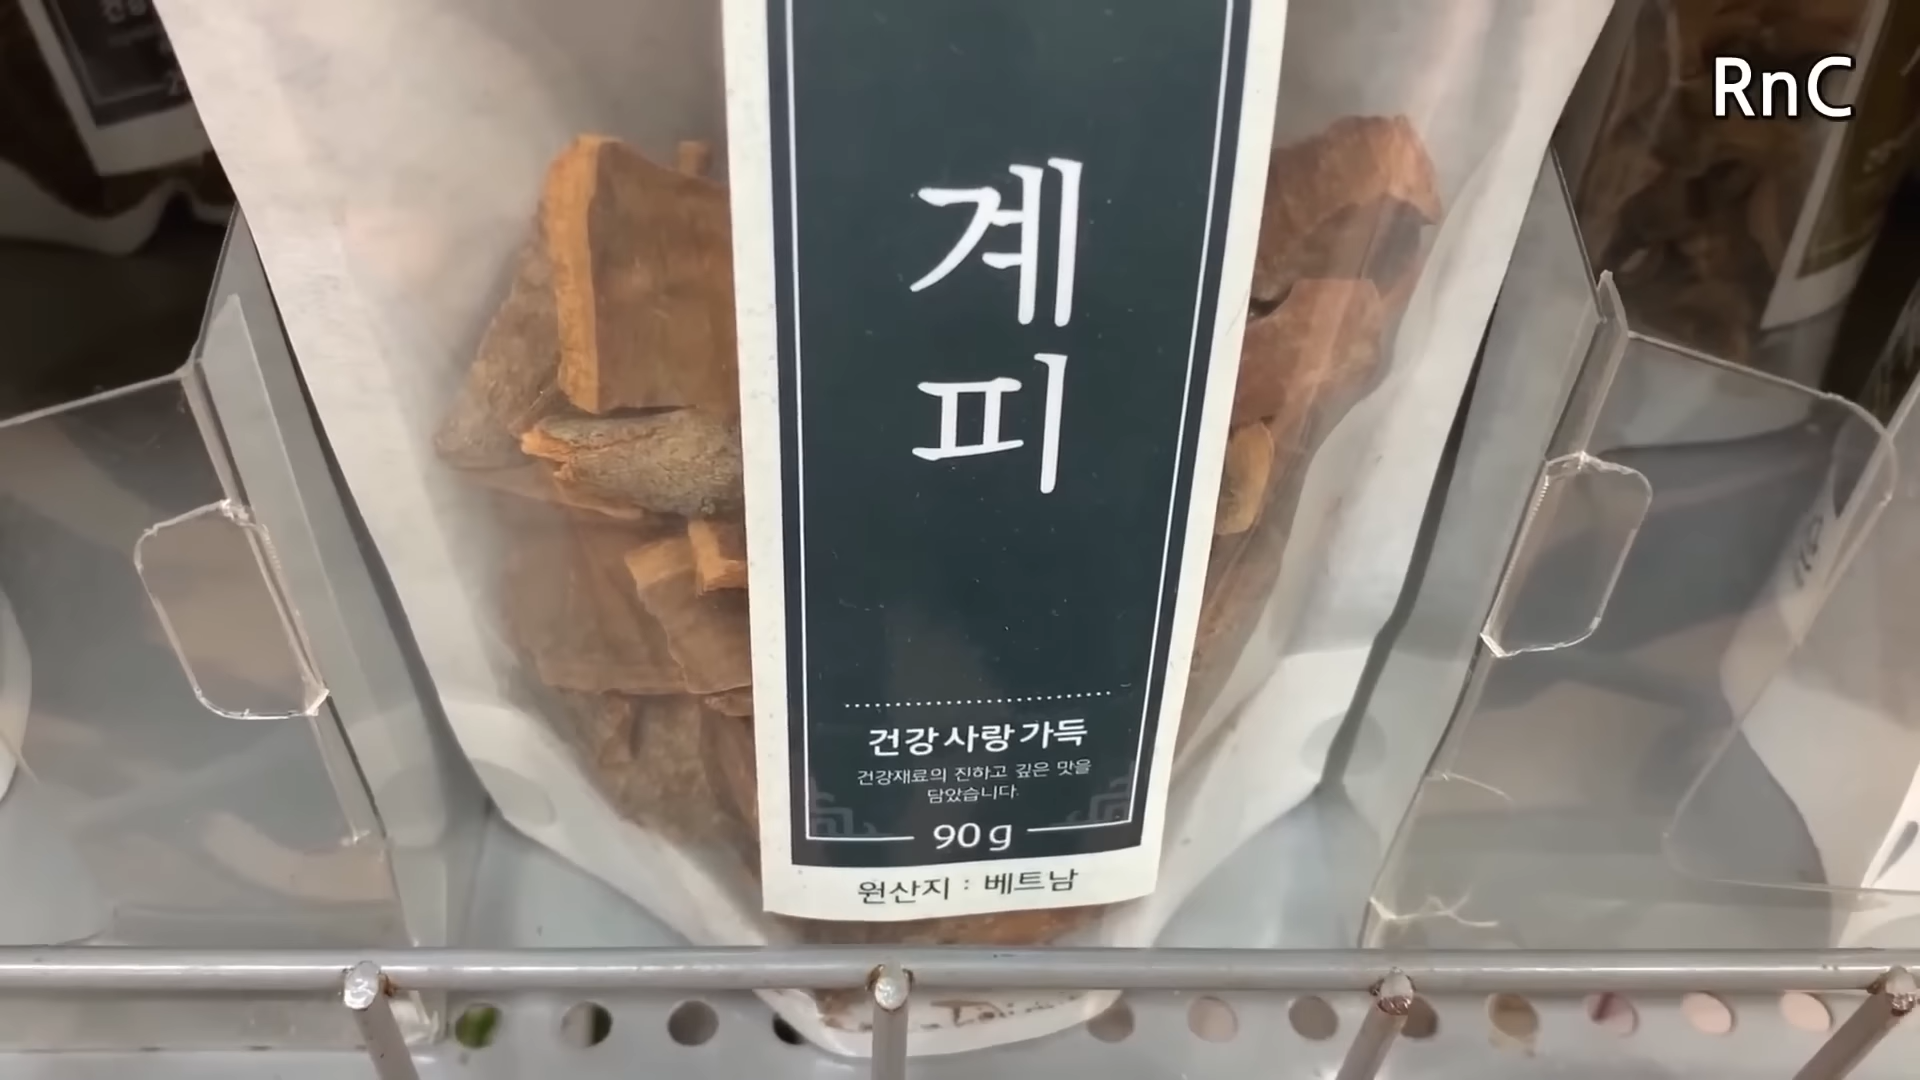 RnC
계
피
건강사랑가득
건강재료의 진하고 깊은 맛을
담았습니다.
90g
원산지 : 베트남